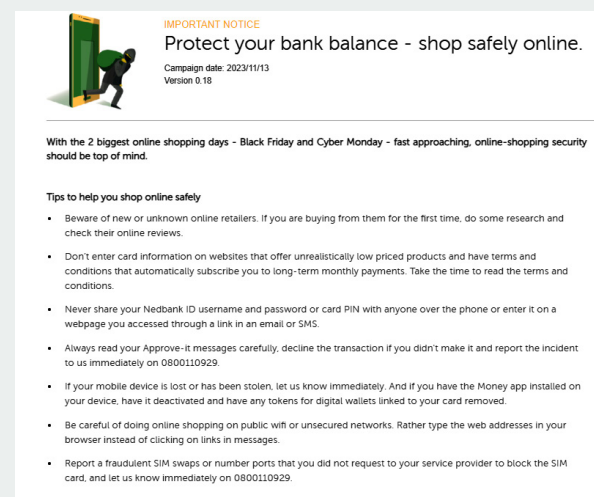 IMPORTANT NOTICE
Protect your bank balance - shop safely online.
Campaign date: 2023/11/13
Version 0.18
With the 2 biggest online shopping days - Black Friday and Cyber Monday - fast approaching, online-shopping security
should be top of mind.
Tips to help you shop online safely
• Beware of new or unknown online retailers. If you are buying from them for the first time, do some research and
check their online reviews.
• Don't enter card information on websites that offer unrealistically low priced products and have terms and
conditions that automatically subscribe you to long-term monthly payments. Take the time to read the terms and
conditions.
• Never share your Nedbank ID username and password or card PIN with anyone over the phone or enter it on a
webpage you accessed through a link in an email or SMS.
• Always read your Approve-it messages carefully, decline the transaction if you didn't make it and report the incident
to us immediately on 0800110929.
• If your mobile device is lost or has been stolen, let us know immediately. And if you have the Money app installed on
your device, have it deactivated and have any tokens for digital wallets linked to your card removed.
• Be careful of doing online shopping on public wifi or unsecured networks. Rather type the web addresses in your
browser instead of clicking on links in messages.
• Report a fraudulent SIM swaps or number ports that you did not request to your service provider to block the SIM
card, and let us know immediately on 0800110929.